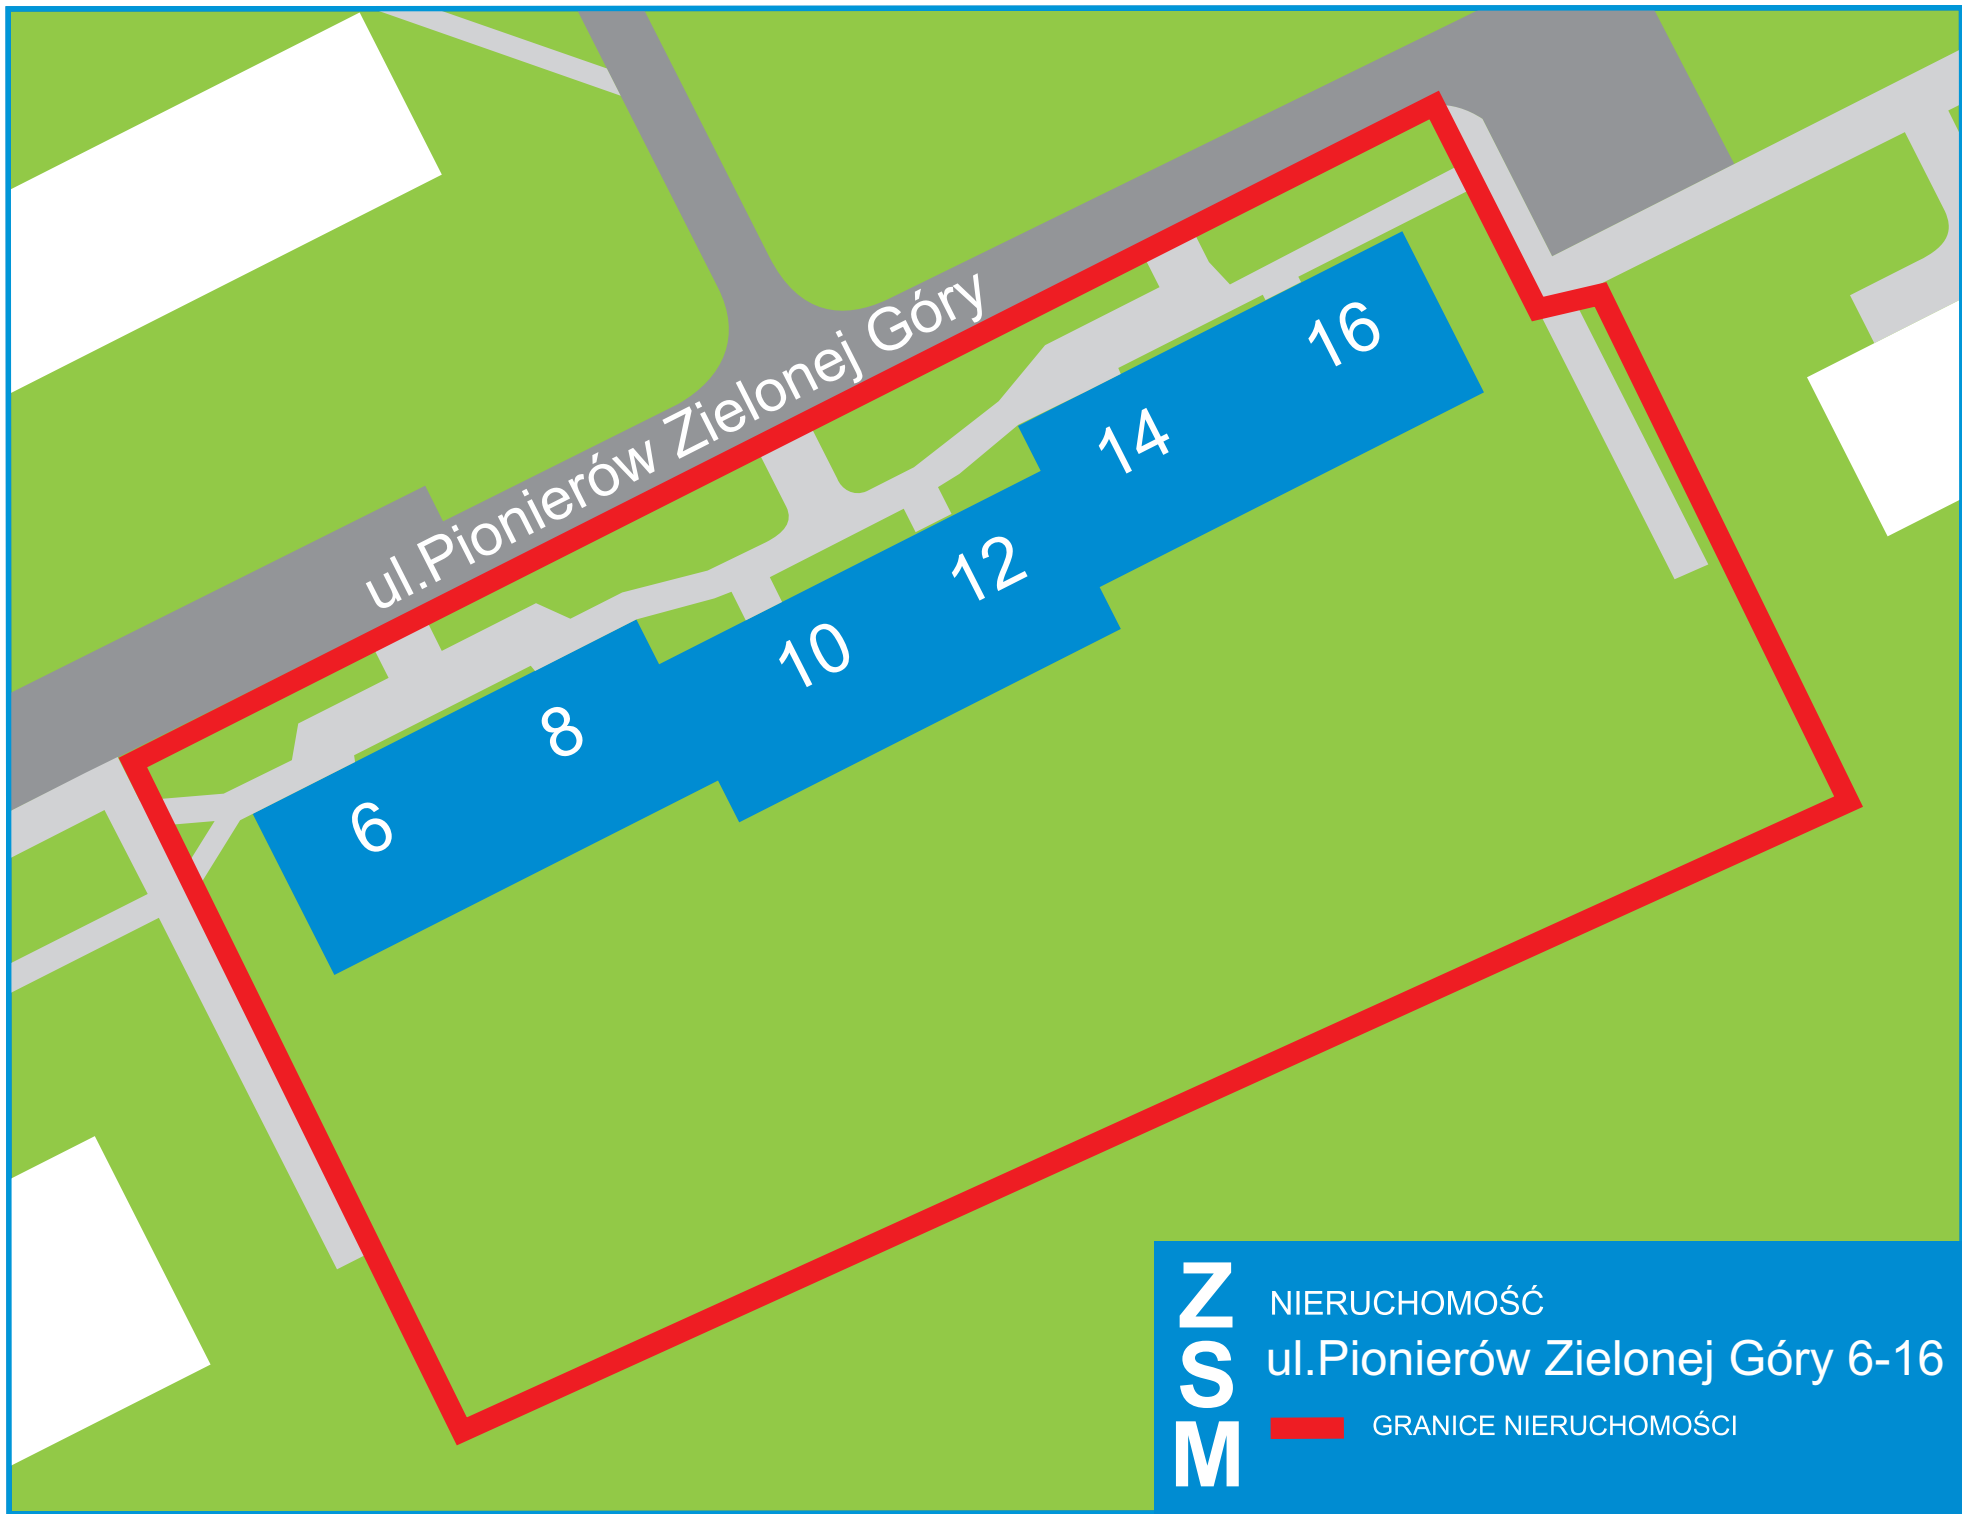 ul.Pionierów Zielonej Góry
16
14
12
10
8
6
ZSM
NIERUCHOMOŚĆ
ul.Pionierów Zielonej Góry 6-16
GRANICE NIERUCHOMOŚCI